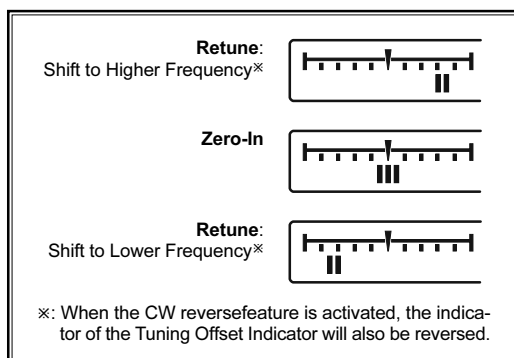 Retune:
Shift to Higher Frequency※
Zero-In
Retune:
Shift to Lower Frequency※
※: When the CW reversefeature is activated, the indica-
tor of the Tuning Offset Indicator will also be reversed.